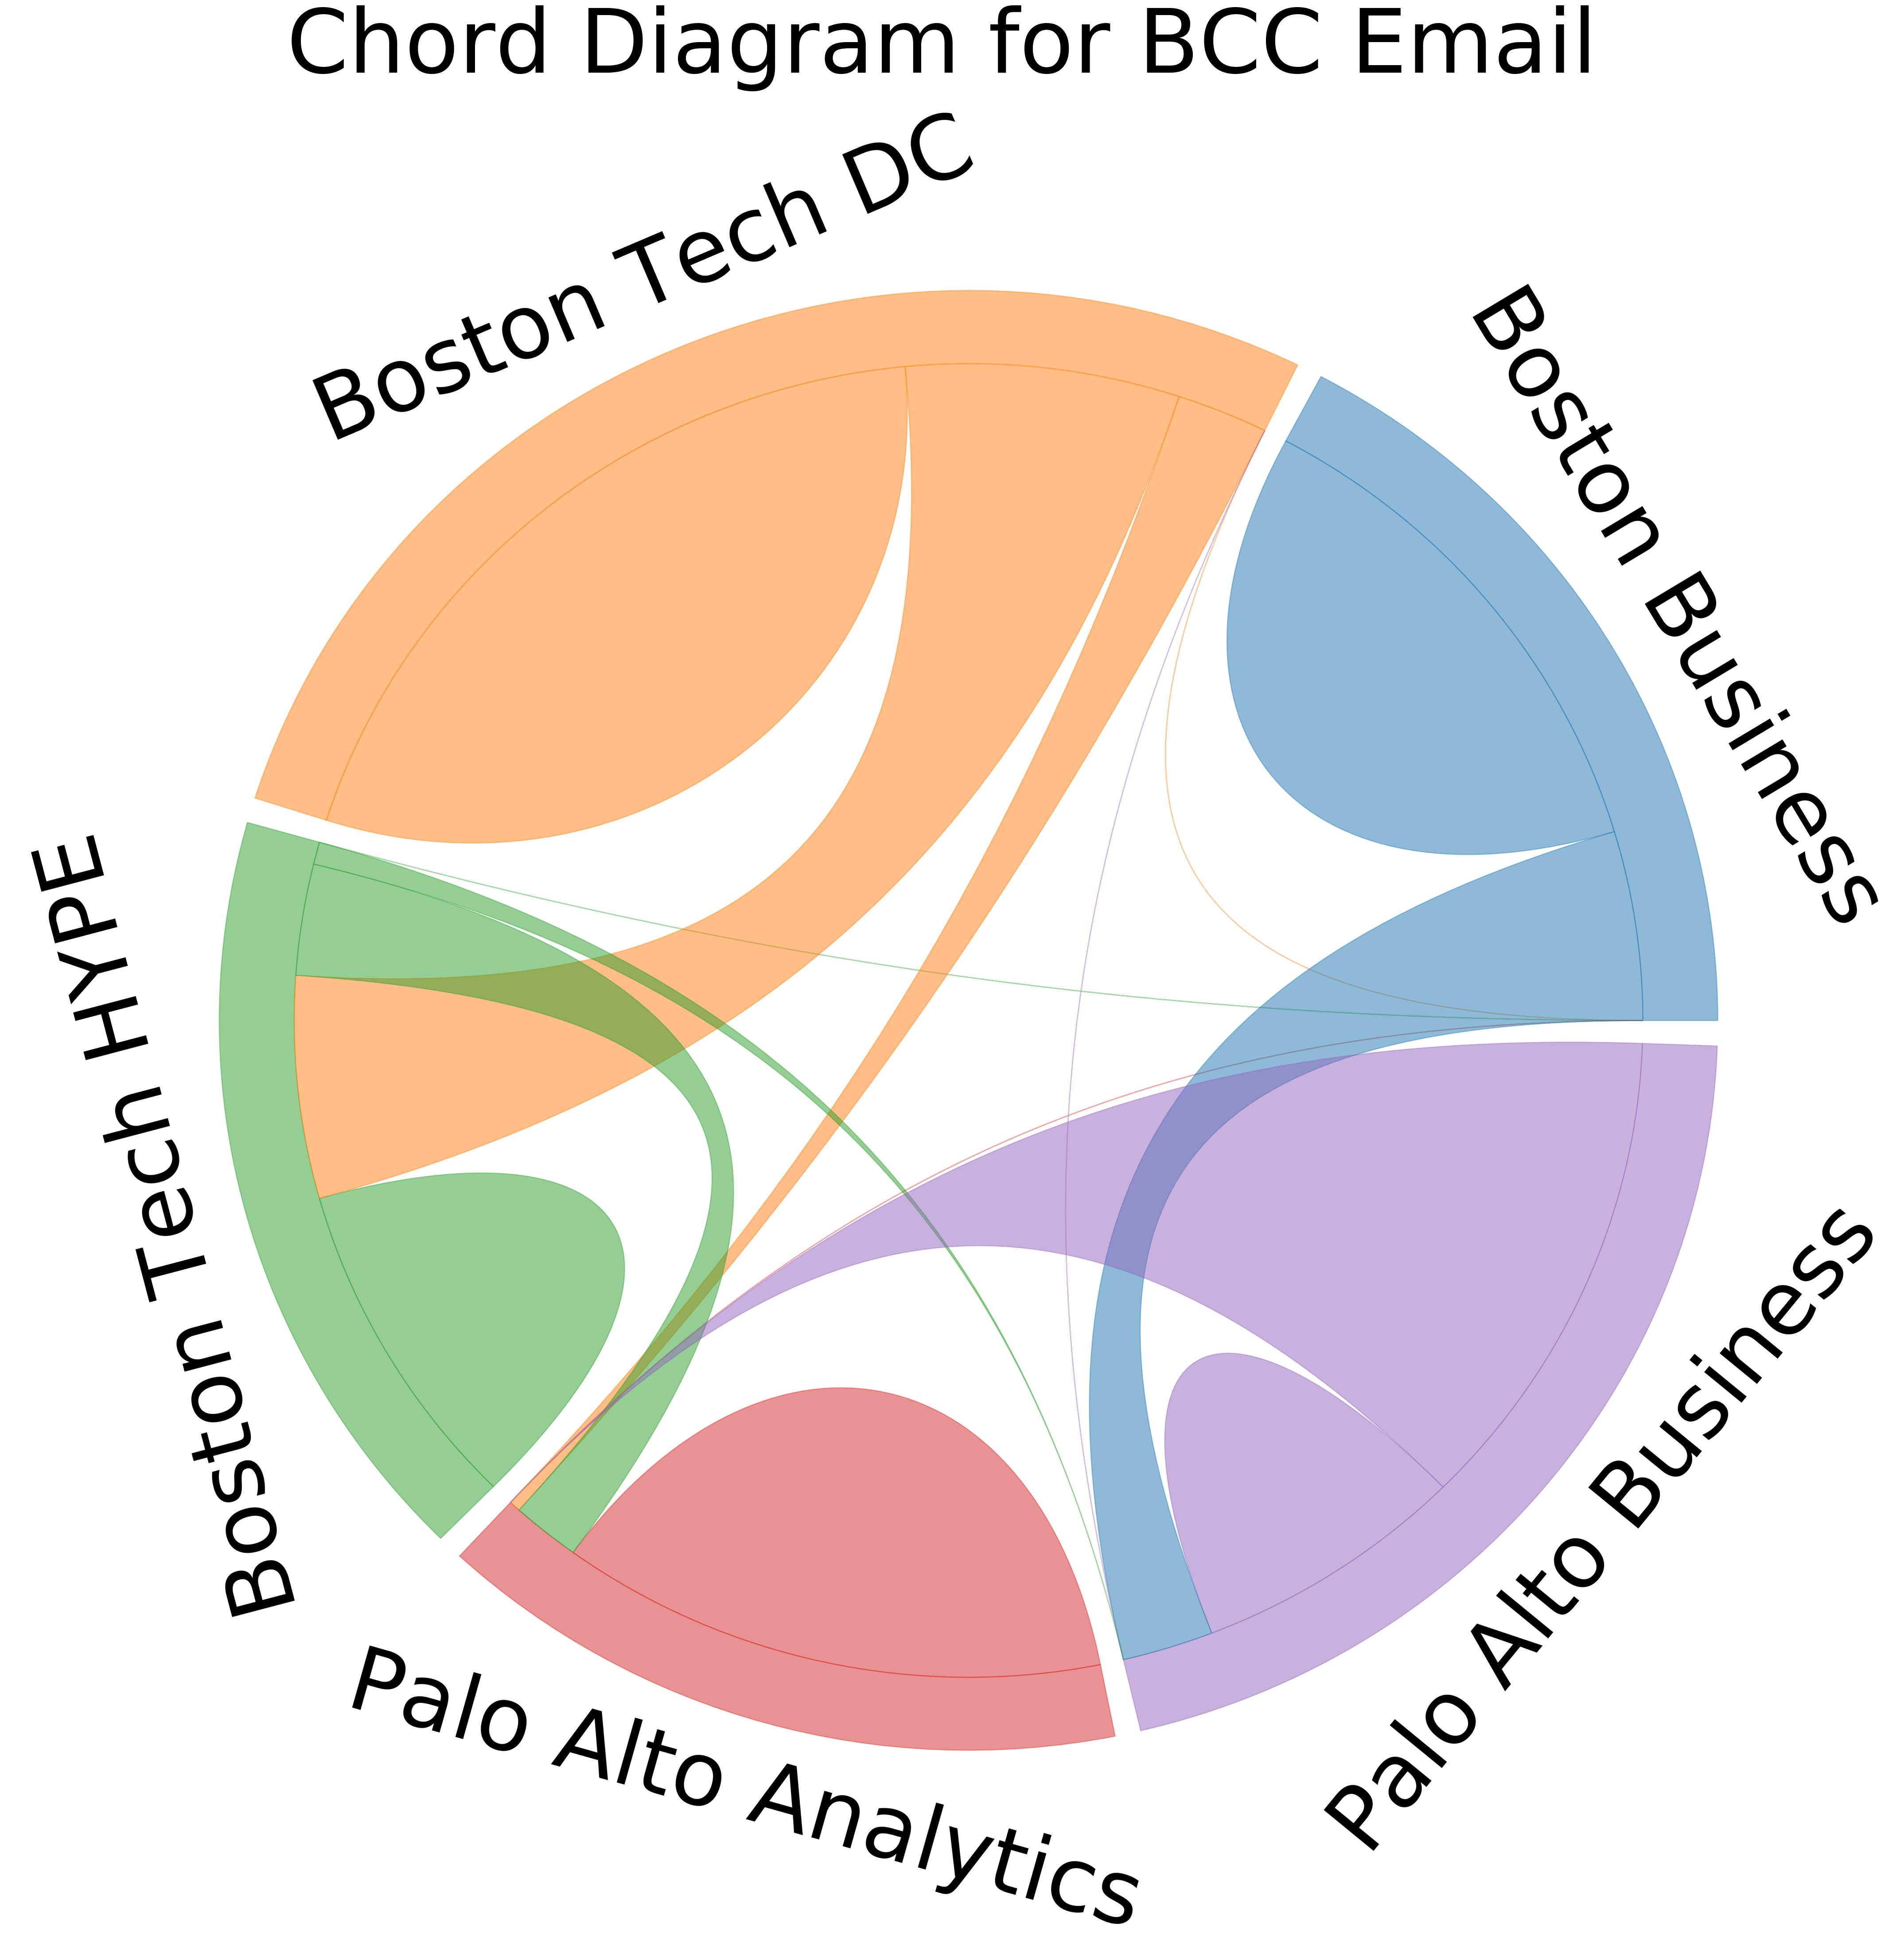 Chord Diagram for BCC Email
Boston Tech DC
Boston Business
Boston Tech HYPE
Palo Alto Business
Palo Alto Analytics